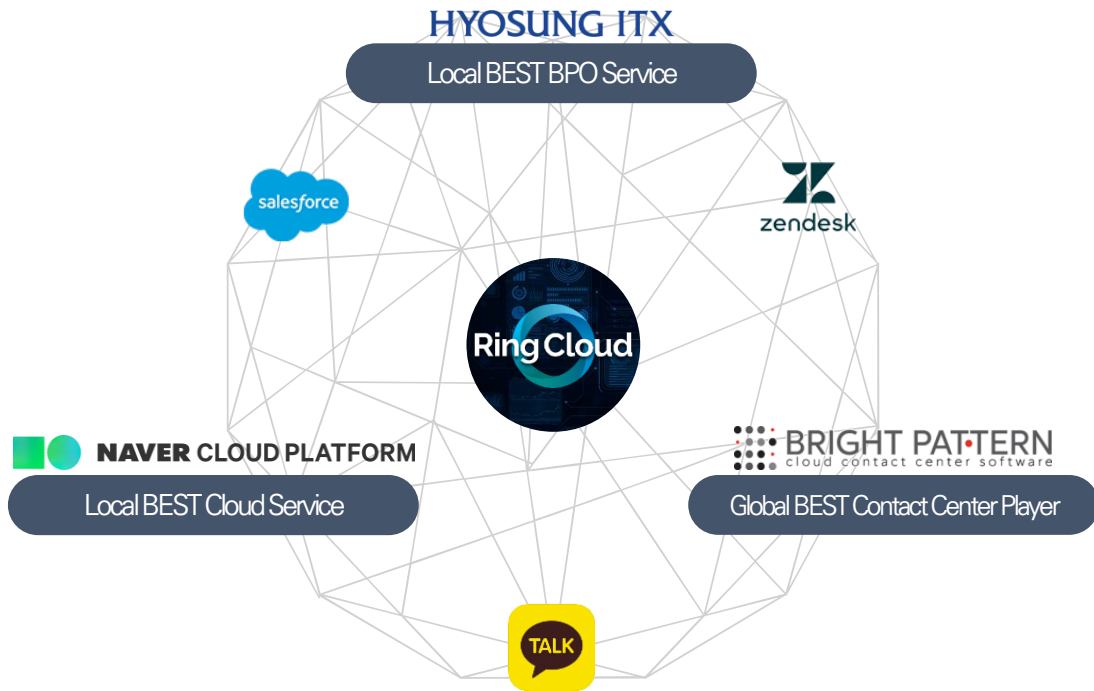 HYOSUNG ITX
Local BEST BPO Service
salesforce
zendesk
Ring Cloud
NAVER CLOUD PLATFORM
Local BEST Cloud Service
BRIGHT PATTERN
cloud contact center software
Global BEST Contact Center Player
TALK